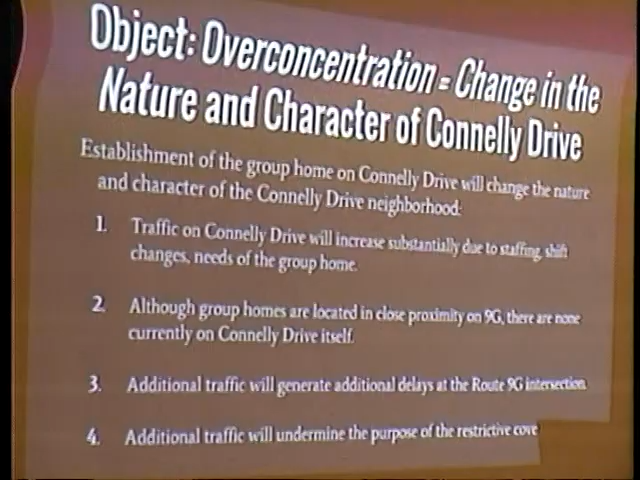 Object: Overconcentration = Change in the
Nature and Character of Connelly Drive
Establishment of the group home on Connelly Drive will change the nature
and character of the Connelly Drive neighborhood:
1. Traffic on Connelly Drive will increase substantially due to staffing, shift
changes, needs of the group home.
2. Although group homes are located in close proximity on 9G, there are none
currently on Connelly Drive itself.
3. Additional traffic will generate additional delays at the Route 9G intersection
4. Additional traffic will undermine the purpose of the restrictive cove